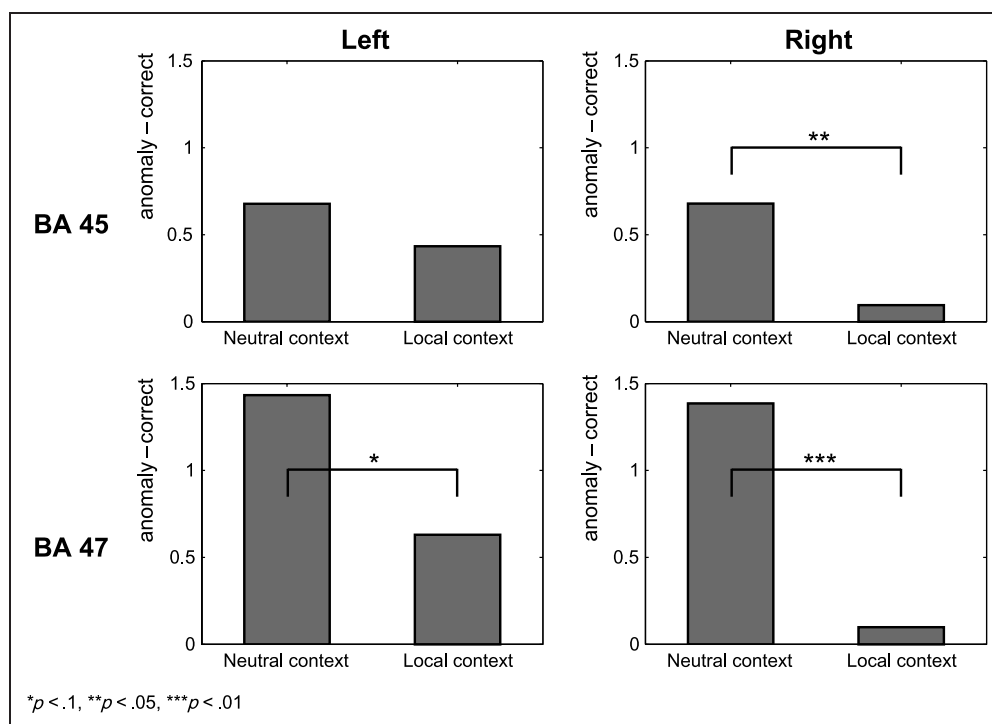 Left Right
1.5 1.5
anomaly – correct anomaly – correct
1 ** 1
BA 45
0.5 0.5
0 0
Neutral context Local context Neutral context Local context
1.5 1.5
anomaly – correct anomaly – correct
1 * 1 ***
BA 47
0.5 0.5
0 0
Neutral context Local context Neutral context Local context
*p < .1, **p < .05, ***p < .01